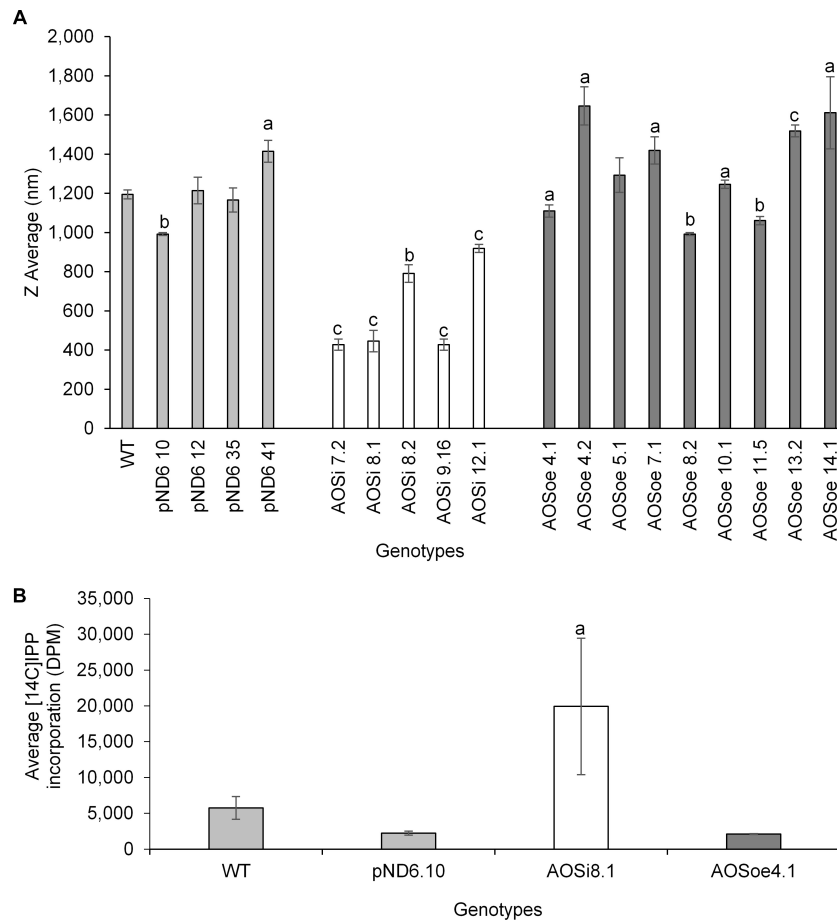 A
2,000
1,800
1,600
1,400
1,200
1,000
800
600
400
200
0
Z Average (nm)
b
a
c
c
b
c
c
a
a
a
b
a
b
c
a
WT
pND6 10
pND6 12
pND6 35
pND6 41
AOSi 7.2
AOSi 8.1
AOSi 8.2
AOSi 9.16
AOSi 12.1
AOSoe 4.1
AOSoe 4.2
AOSoe 5.1
AOSoe 7.1
AOSoe 8.2
AOSoe 10.1
AOSoe 11.5
AOSoe 13.2
AOSoe 14.1
Genotypes
B
35,000
30,000
25,000
20,000
15,000
10,000
5,000
0
Average [14C]IPP
incorporation (DPM)
a
WT
pND6.10
AOSi8.1
AOSoe4.1
Genotypes